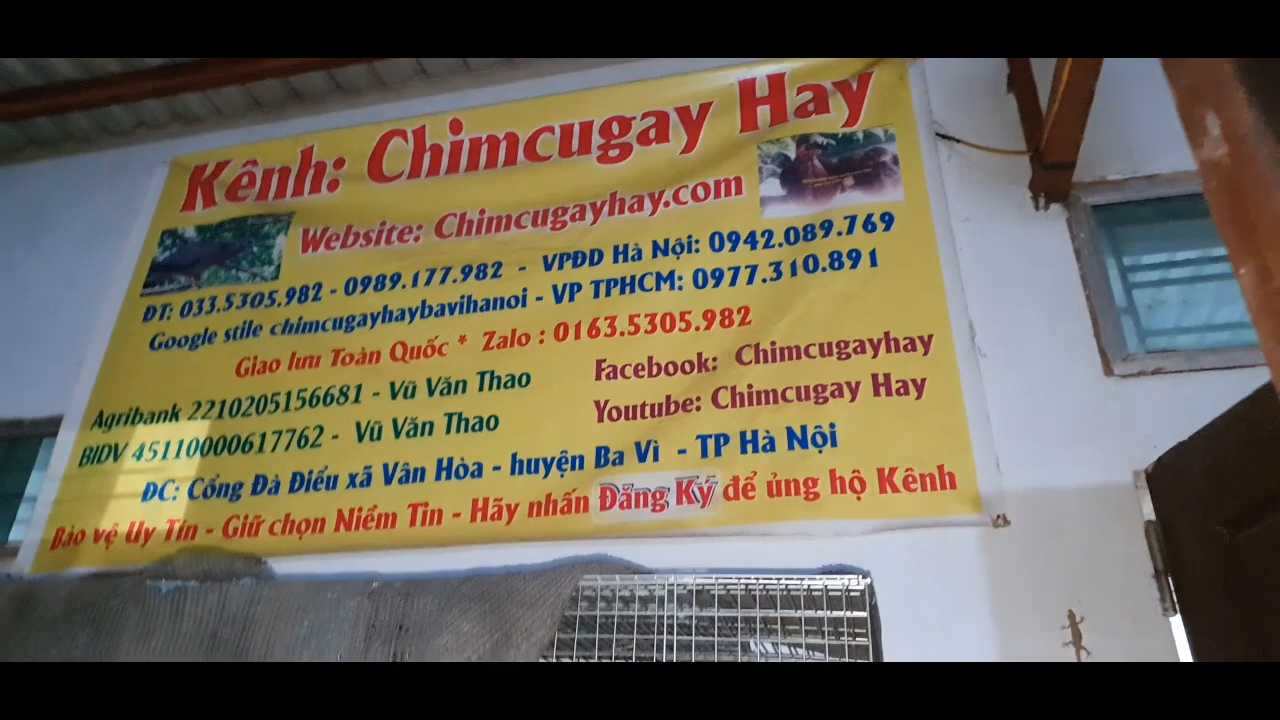 Kênh: Chimcugay Hay
Website: Chimcugayhay.com
ĐT: 033.5305.982 - 0989.177.982 - VPĐD Hà Nội: 0942.089.769
Google stile chimcugayhaybavihanoi - VP TPHCM: 0977.310.891
Giao lưu Toàn Quốc * Zalo : 0163.5305.982
Agribank 2210205156681 - Vũ Văn Thao
BIDV 45110000617762 - Vũ Văn Thao
Facebook: Chimcugayhay
Youtube: Chimcugay Hay
ĐC: Cổng Đà Điểu xã Vân Hòa - huyện Ba Vì - TP Hà Nội
Bảo vệ Uy Tín - Giữ chọn Niềm Tin - Hãy nhấn Đăng Ký để ủng hộ Kênh